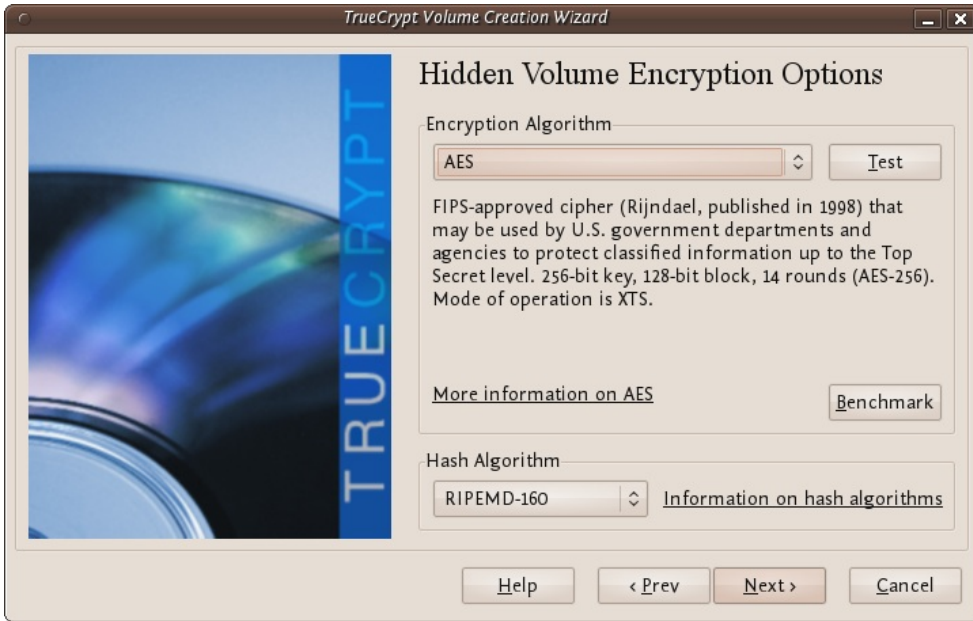 TrueCrypt Volume Creation Wizard
TRUECRYPT
Hidden Volume Encryption Options
Encryption Algorithm
AES
Test
FIPS-approved cipher (Rijndael, published in 1998) that
may be used by U.S. government departments and
agencies to protect classified information up to the Top
Secret level. 256-bit key, 128-bit block, 14 rounds (AES-256).
Mode of operation is XTS.
More information on AES
Benchmark
Hash Algorithm
RIPEMD-160
Information on hash algorithms
Help
< Prev
Next >
Cancel